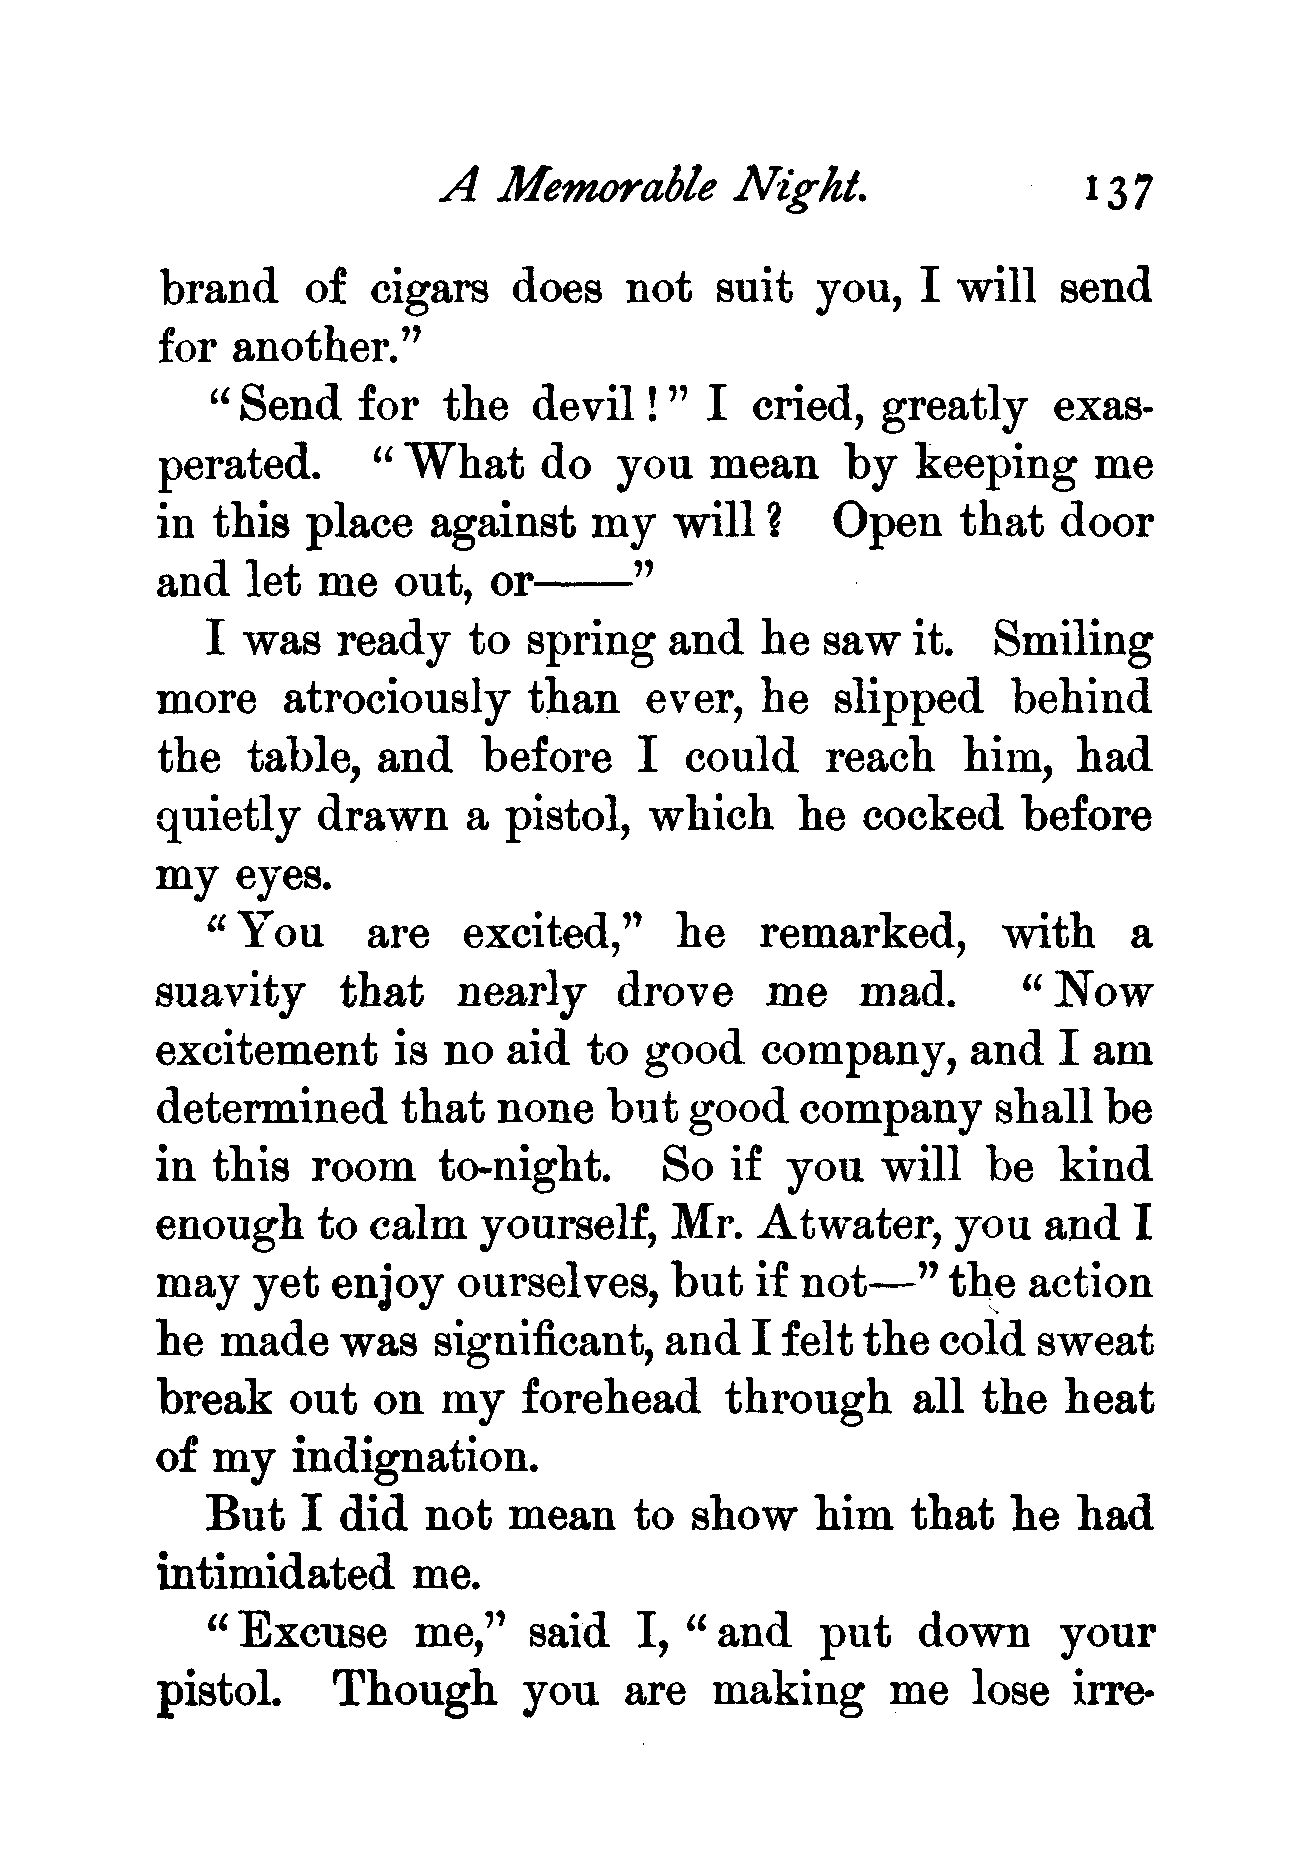 A Memorable Night. 137
brand of cigars does not suit you, I will send
for another."
"Send for the devil!" I cried, greatly exas-
perated. "What do you mean by keeping me
in this place against my will? Open that door
and let me out, or——"
I was ready to spring and he saw it. Smiling
more atrociously than ever, he slipped behind
the table, and before I could reach him, had
quietly drawn a pistol, which he cocked before
my eyes.
"You are excited," he remarked, with a
suavity that nearly drove me mad. "Now
excitement is no aid to good company, and I am
determined that none but good company shall be
in this room to-night. So if you will be kind
enough to calm yourself, Mr. Atwater, you and I
may yet enjoy ourselves, but if not—" the action
he made was significant, and I felt the cold sweat
break out on my forehead through all the heat
of my indignation.
But I did not mean to show him that he had
intimidated me.
"Excuse me," said I, "and put down your
pistol. Though you are making me lose irre-